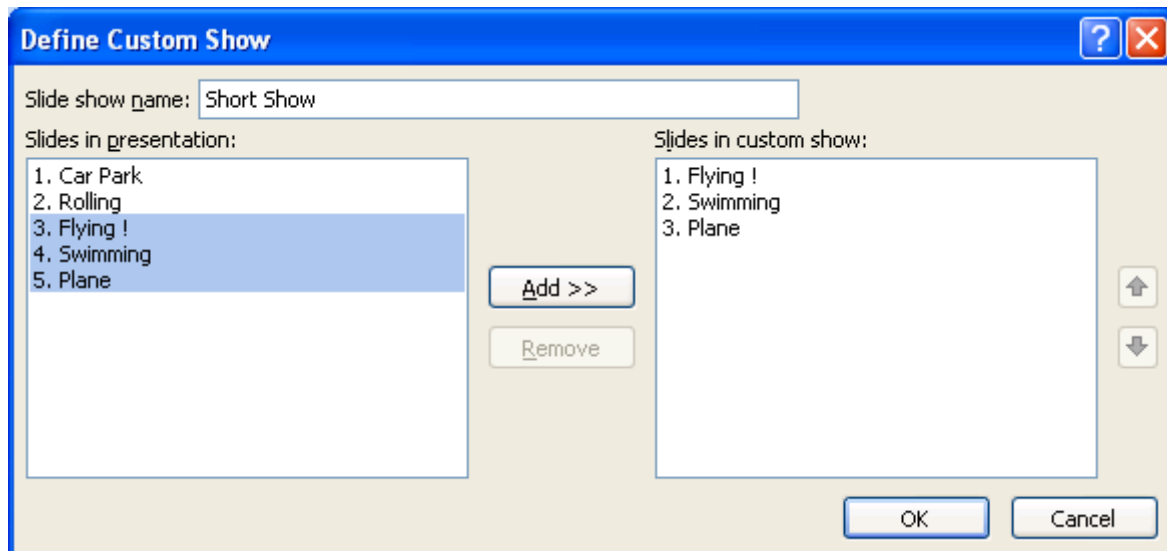 Define Custom Show
Slide show name: Short Show
Slides in presentation:
1. Car Park
2. Rolling
3. Flying !
4. Swimming
5. Plane
Add >>
Remove
Slides in custom show:
1. Flying !
2. Swimming
3. Plane
OK
Cancel